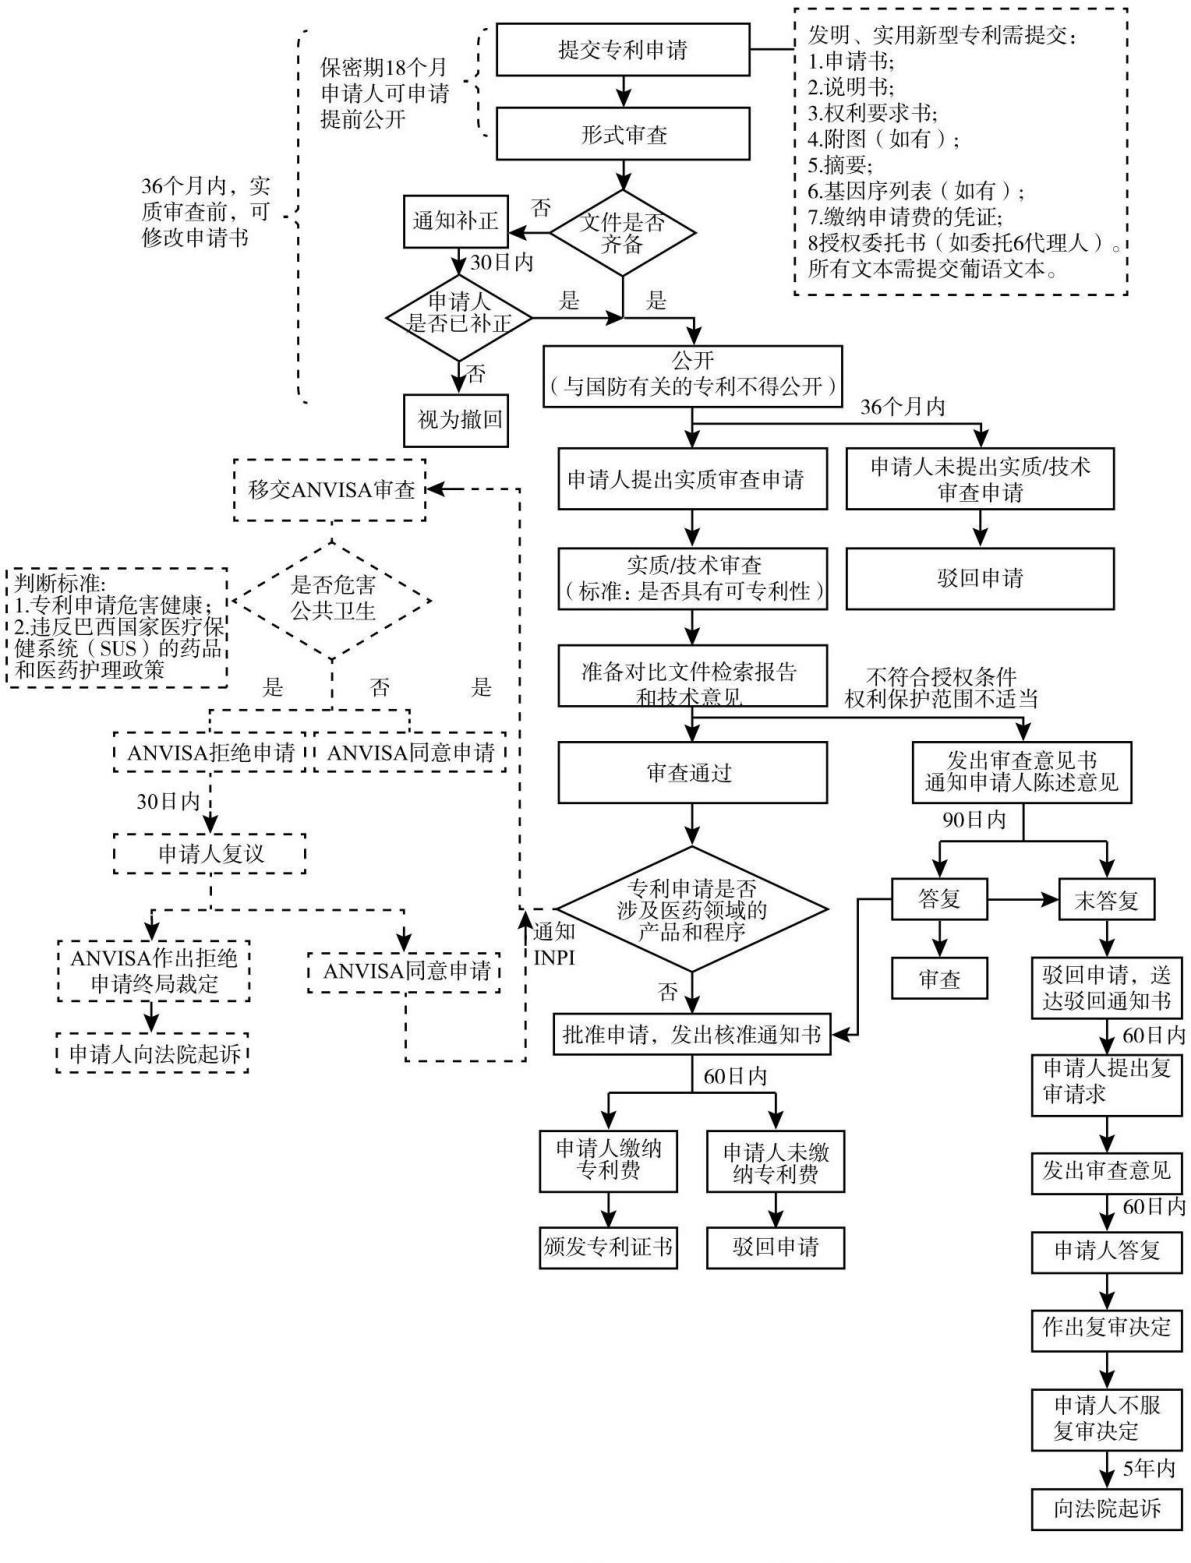 提交专利申请
发明、实用新型专利需提交：
1.申请书;
2.说明书;
3.权利要求书;
4.附图（如有）;
5.摘要;
6.基因序列表（如有）;
7.缴纳申请费的凭证;
8授权委托书（如委托6代理人）。
所有文本需提交葡语文本。
保密期18个月
申请人可申请
提前公开
形式审查
36个月内，实
质审查前，可
修改申请书
通知补正
否
文件是否
齐备
30日内
申请人
是否已补正
是
是
否
视为撤回
公开
（与国防有关的专利不得公开）
36个月内
申请人提出实质审查申请
申请人未提出实质/技术
审查申请
驳回申请
移交ANVISA审查
实质/技术审查
（标准：是否具有可专利性）
是否危害
公共卫生
判断标准:
1.专利申请危害健康;
2.违反巴西国家医疗保
健系统（SUS）的药品
和医药护理政策
准备对比文件检索报告
和技术意见
不符合授权条件
权利保护范围不适当
是
否
是
ANVISA拒绝申请
ANVISA同意申请
审查通过
发出审查意见书
通知申请人陈述意见
30日内
90日内
申请人复议
专利申请是否
涉及医药领域的
产品和程序
答复
末答复
通知
INPI
ANVISA作出拒绝
申请终局裁定
ANVISA同意申请
审查
驳回申请，送
达驳回通知书
否
申请人向法院起诉
批准申请，发出核准通知书
60日内
申请人提出复
审请求
60日内
申请人缴纳
专利费
申请人未缴
纳专利费
发出审查意见
60日内
颁发专利证书
驳回申请
申请人答复
作出复审决定
申请人不服
复审决定
5年内
向法院起诉